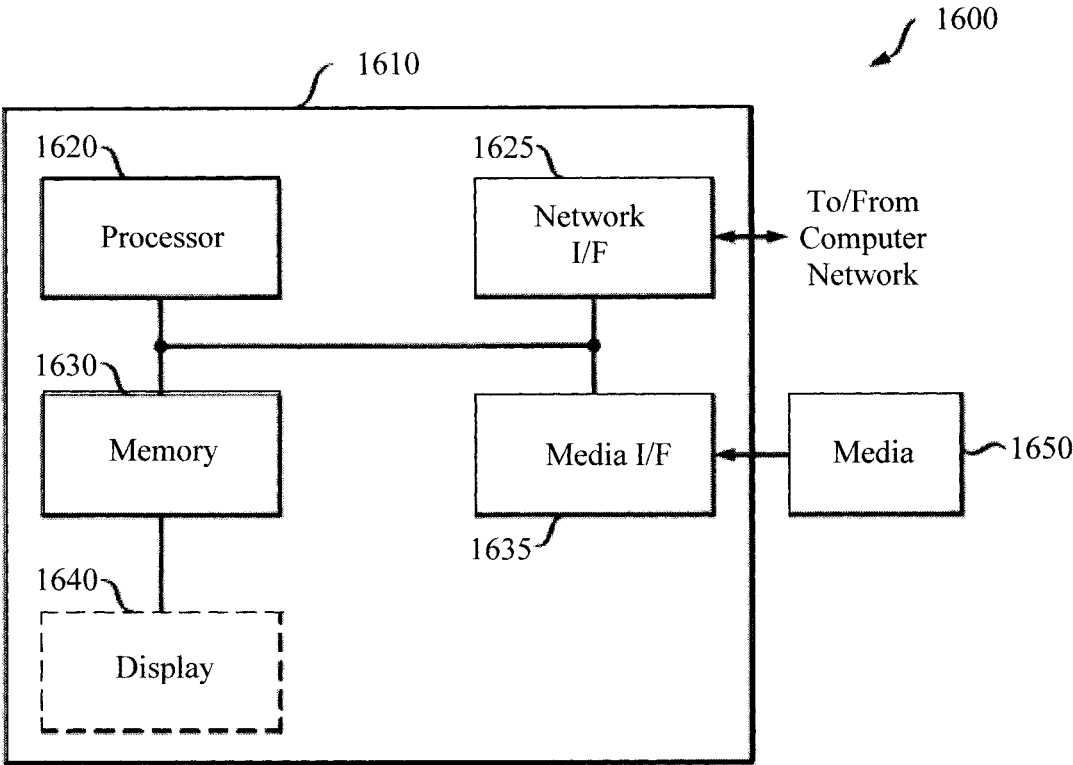 1600
1610
1620
Processor
1625
Network
I/F
To/From
Computer
Network
1630
Memory
Media I/F
1635
Media
1650
1640
Display